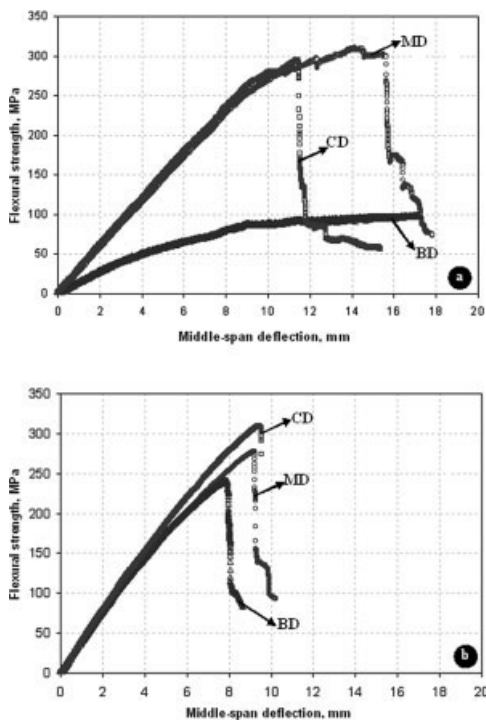 350
MD
300
250
200
CD
150
100
BD
50
0
0 2 4 6 8 10 12 14 16 18 20
Flexural strength, MPa
Middle-span deflection, mm
a
350
CD
300
250
MD
200
150
100
BD
50
0
0 2 4 6 8 10 12 14 16 18
Flexural strength, MPa
Middle-span deflection, mm
b